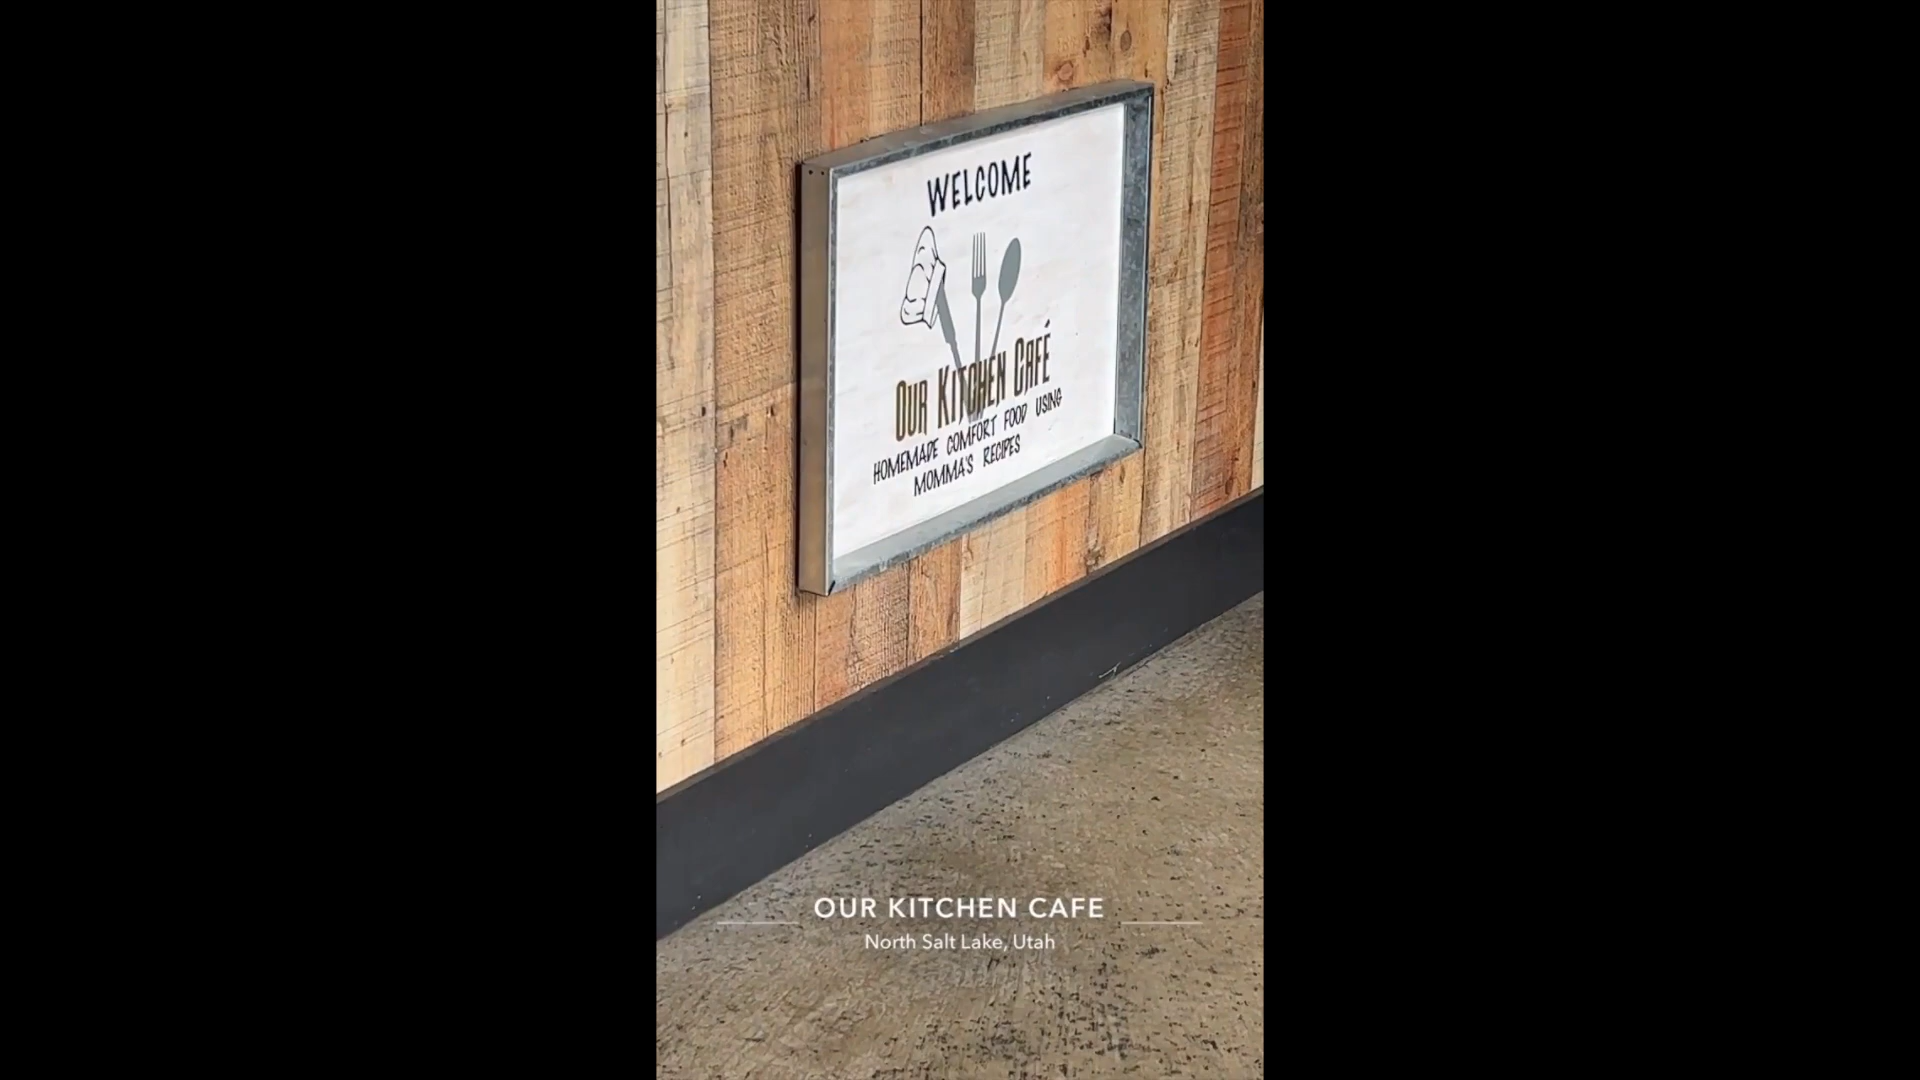 WELCOME
OUR KITCHEN CAFÉ
HOMEMADE COMFORT FOOD USING
MOMMA'S RECIPES
OUR KITCHEN CAFE
North Salt Lake, Utah